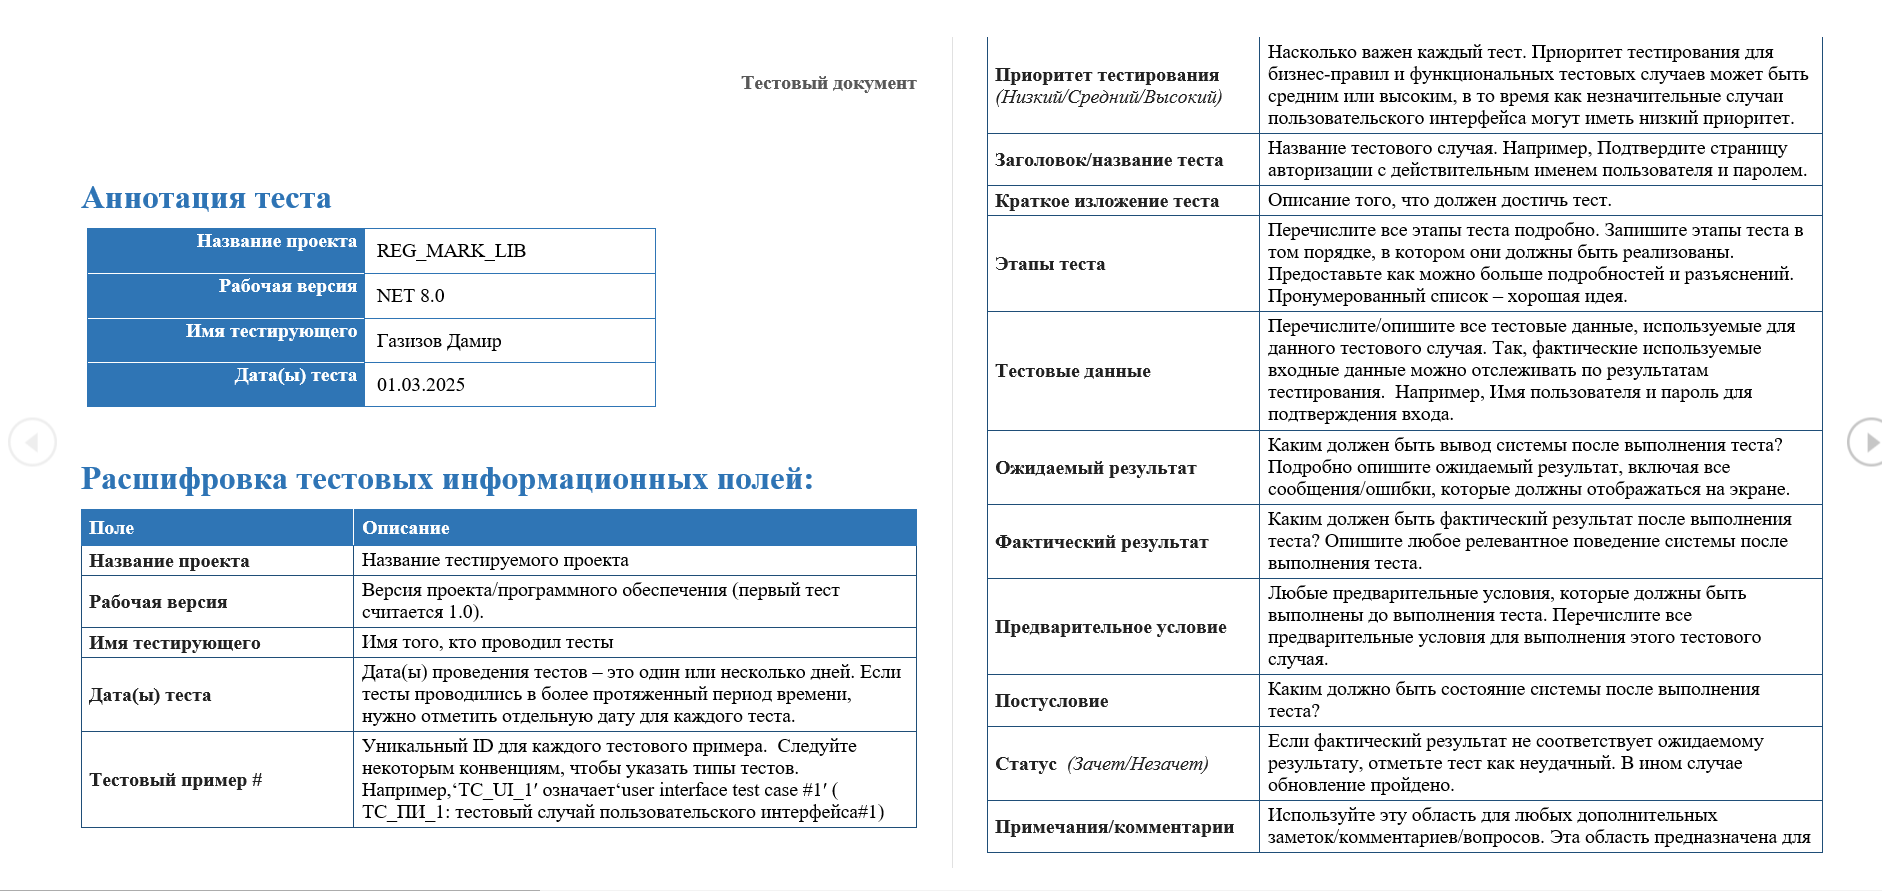 Тестовый документ
Аннотация теста
Название проекта
REG_MARK_LIB
Рабочая версия
NET 8.0
Имя тестирующего
Газизов Дамир
Дата(ы) теста
01.03.2025
Расшифровка тестовых информационных полей:
Поле
Описание
Название проекта
Название тестируемого проекта
Рабочая версия
Версия проекта/программного обеспечения (первый тест
считается 1.0).
Имя тестирующего
Имя того, кто проводил тесты
Дата(ы) теста
Дата(ы) проведения тестов – это один или несколько дней. Если
тесты проводились в более протяженный период времени,
нужно отметить отдельную дату для каждого теста.
Тестовый пример #
Уникальный ID для каждого тестового примера.  Следуйте
некоторым конвенциям, чтобы указать типы тестов.
Например,‘TC_UI_1′ означает‘user interface test case #1′ (
ТС_ПИ_1: тестовый случай пользовательского интерфейса#1)
Приоритет тестирования
(Низкий/Средний/Высокий)
Насколько важен каждый тест. Приоритет тестирования для
бизнес-правил и функциональных тестовых случаев может быть
средним или высоким, в то время как незначительные случаи
пользовательского интерфейса могут иметь низкий приоритет.
Заголовок/название теста
Название тестового случая. Например, Подтвердите страницу
авторизации с действительным именем пользователя и паролем.
Краткое изложение теста
Описание того, что должен достичь тест.
Этапы теста
Перечислите все этапы теста подробно. Запишите этапы теста в
том порядке, в котором они должны быть реализованы.
Предоставьте как можно больше подробностей и разъяснений.
Пронумерованный список – хорошая идея.
Тестовые данные
Перечислите/опишите все тестовые данные, используемые для
данного тестового случая. Так, фактические используемые
входные данные можно отслеживать по результатам
тестирования.  Например, Имя пользователя и пароль для
подтверждения входа.
Ожидаемый результат
Каким должен быть вывод системы после выполнения теста?
Подробно опишите ожидаемый результат, включая все
сообщения/ошибки, которые должны отображаться на экране.
Фактический результат
Каким должен быть фактический результат после выполнения
теста? Опишите любое релевантное поведение системы после
выполнения теста.
Предварительное условие
Любые предварительные условия, которые должны быть
выполнены до выполнения теста. Перечислите все
предварительные условия для выполнения этого тестового
случая.
Постусловие
Каким должно быть состояние системы после выполнения
теста?
Статус  (Зачет/Незачет)
Если фактический результат не соответствует ожидаемому
результату, отметьте тест как неудачный. В ином случае
обновление пройдено.
Примечания/комментарии
Используйте эту область для любых дополнительных
заметок/комментариев/вопросов. Эта область предназначена для